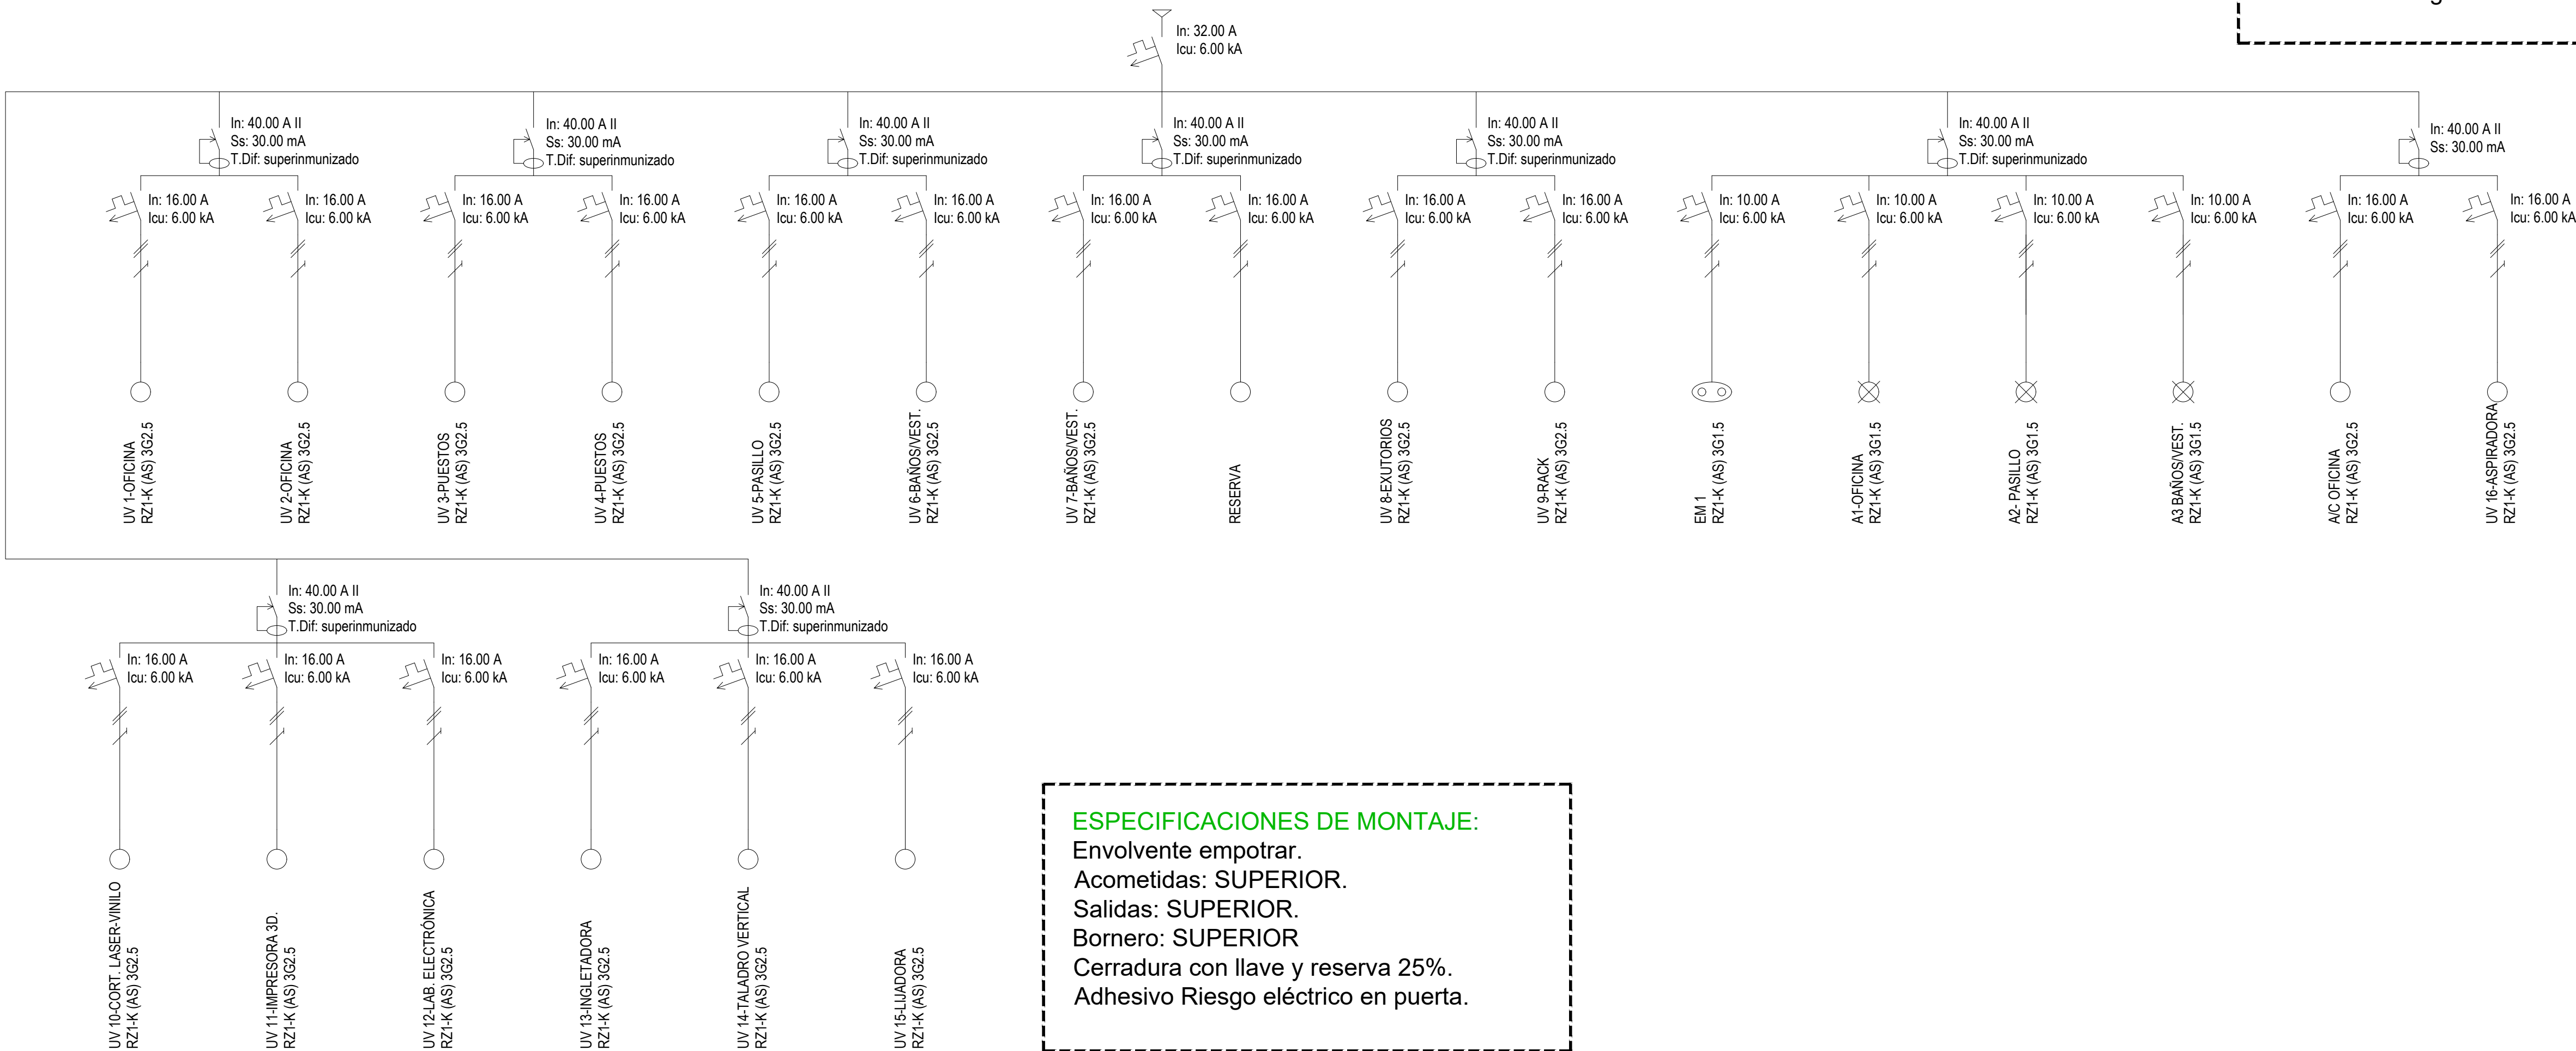 In: 32.00 A
Icu: 6.00 kA
In: 40.00 A II
Ss: 30.00 mA
T.Dif: superinmunizado
In: 40.00 A II
Ss: 30.00 mA
T.Dif: superinmunizado
In: 40.00 A II
Ss: 30.00 mA
T.Dif: superinmunizado
In: 40.00 A II
Ss: 30.00 mA
T.Dif: superinmunizado
In: 40.00 A II
Ss: 30.00 mA
T.Dif: superinmunizado
In: 40.00 A II
Ss: 30.00 mA
T.Dif: superinmunizado
In: 40.00 A II
Ss: 30.00 mA
In: 16.00 A
Icu: 6.00 kA
In: 16.00 A
Icu: 6.00 kA
In: 16.00 A
Icu: 6.00 kA
In: 16.00 A
Icu: 6.00 kA
In: 16.00 A
Icu: 6.00 kA
In: 16.00 A
Icu: 6.00 kA
In: 16.00 A
Icu: 6.00 kA
In: 16.00 A
Icu: 6.00 kA
In: 16.00 A
Icu: 6.00 kA
In: 16.00 A
Icu: 6.00 kA
In: 10.00 A
Icu: 6.00 kA
In: 10.00 A
Icu: 6.00 kA
In: 10.00 A
Icu: 6.00 kA
In: 10.00 A
Icu: 6.00 kA
In: 16.00 A
Icu: 6.00 kA
In: 16.00 A
Icu: 6.00 kA
UV 1-OFICINA
RZ1-K (AS) 3G2.5
UV 2-OFICINA
RZ1-K (AS) 3G2.5
UV 3-PUESTOS
RZ1-K (AS) 3G2.5
UV 4-PUESTOS
RZ1-K (AS) 3G2.5
UV 5-PASILLO
RZ1-K (AS) 3G2.5
UV 6-BAÑOS/VEST.
RZ1-K (AS) 3G2.5
UV 7-BAÑOS/VEST.
RZ1-K (AS) 3G2.5
RESERVA
UV 8-EXUTORIOS
RZ1-K (AS) 3G2.5
UV 9-RACK
RZ1-K (AS) 3G2.5
EM 1
RZ1-K (AS) 3G1.5
A1-OFICINA
RZ1-K (AS) 3G1.5
A2- PASILLO
RZ1-K (AS) 3G1.5
A3 BAÑOS/VEST.
RZ1-K (AS) 3G1.5
A/C OFICINA
RZ1-K (AS) 3G2.5
UV 16-ASPIRADORA
RZ1-K (AS) 3G2.5
In: 40.00 A II
Ss: 30.00 mA
T.Dif: superinmunizado
In: 40.00 A II
Ss: 30.00 mA
T.Dif: superinmunizado
In: 16.00 A
Icu: 6.00 kA
In: 16.00 A
Icu: 6.00 kA
In: 16.00 A
Icu: 6.00 kA
In: 16.00 A
Icu: 6.00 kA
In: 16.00 A
Icu: 6.00 kA
In: 16.00 A
Icu: 6.00 kA
UV 10-CORT. LASER-VINILO
RZ1-K (AS) 3G2.5
UV 11-IMPRESORA 3D.
RZ1-K (AS) 3G2.5
UV 12-LAB. ELECTRÓNICA
RZ1-K (AS) 3G2.5
UV 13-INGLETADORA
RZ1-K (AS) 3G2.5
UV 14-TALADRO VERTICAL
RZ1-K (AS) 3G2.5
UV 15-LIJADORA
RZ1-K (AS) 3G2.5
ESPECIFICACIONES DE MONTAJE:
Envolvente empotrar.
Acometidas: SUPERIOR.
Salidas: SUPERIOR.
Bornero: SUPERIOR
Cerradura con llave y reserva 25%.
Adhesivo Riesgo eléctrico en puerta.